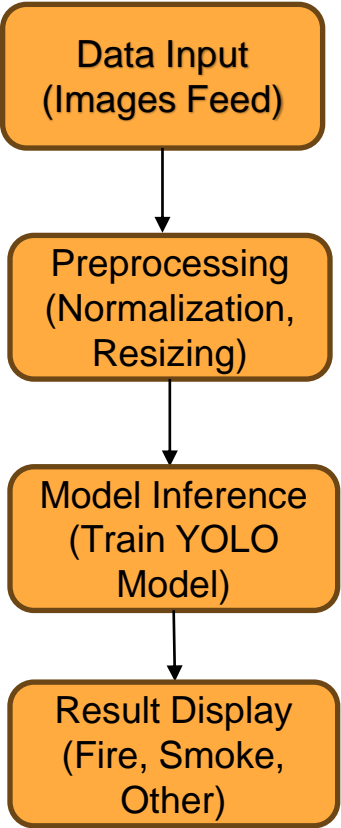 Data Input
(Images Feed)
Preprocessing
(Normalization,
Resizing)
Model Inference
(Train YOLO
Model)
Result Display
(Fire, Smoke,
Other)